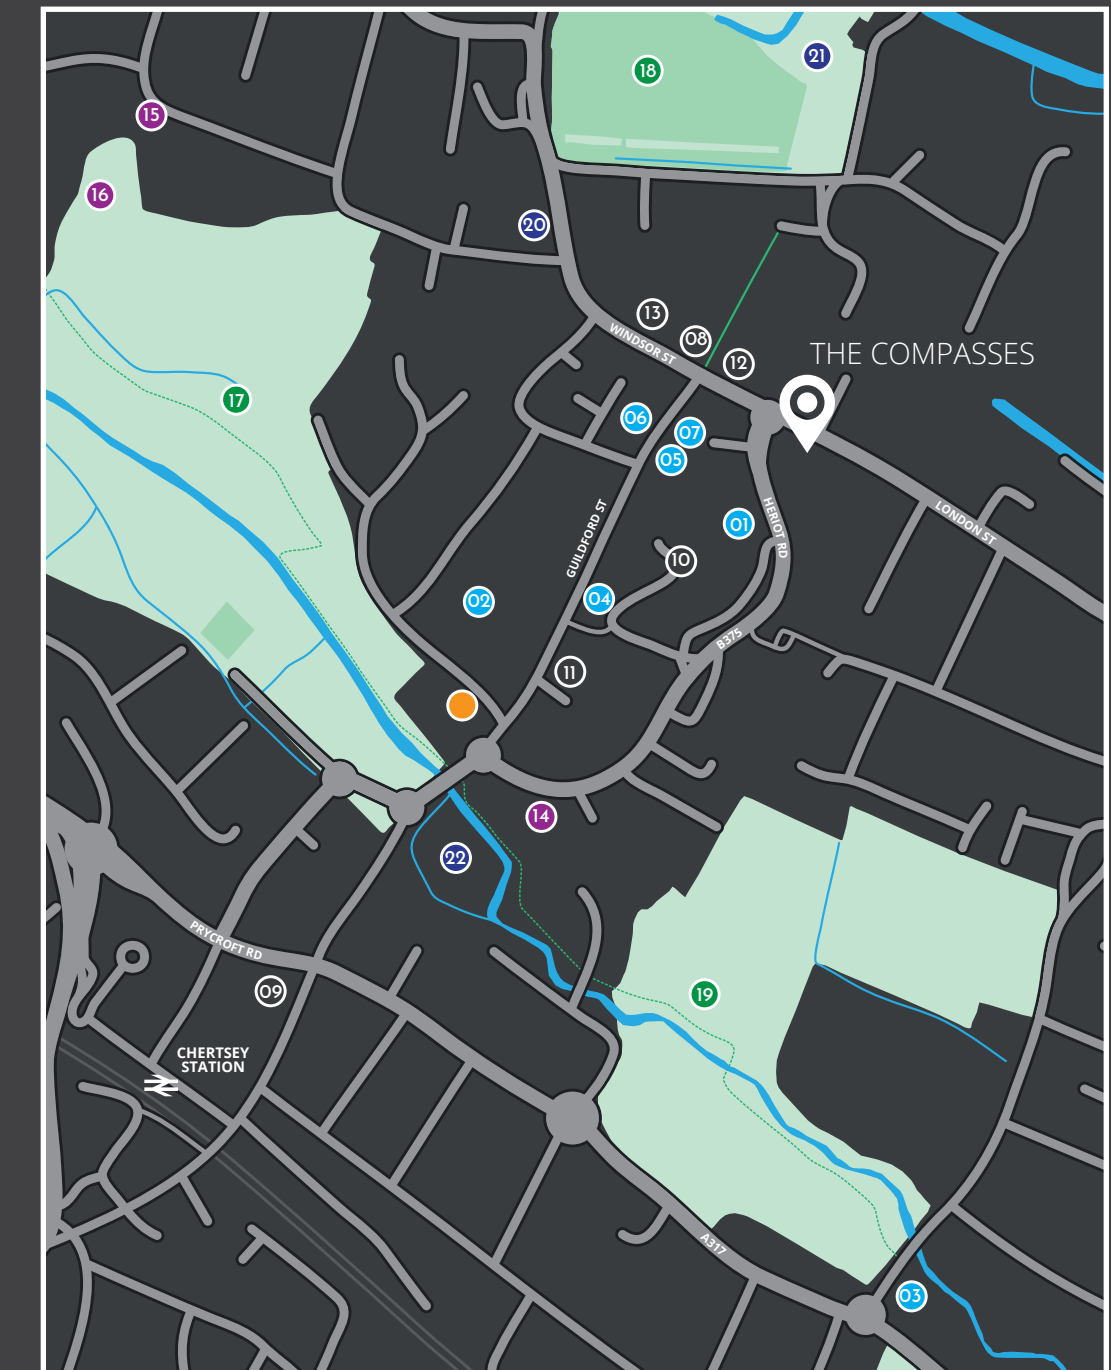 21
18
15
16
20
13
WINDSOR ST
08
THE COMPASSES
12
17
06
07
05
GUILDFORD ST
HERIOT RD
01
LONDON ST
10
02
04
B375
11
14
22
PRYCROFT RD
09
19
CHERTSEY
STATION
A317
03